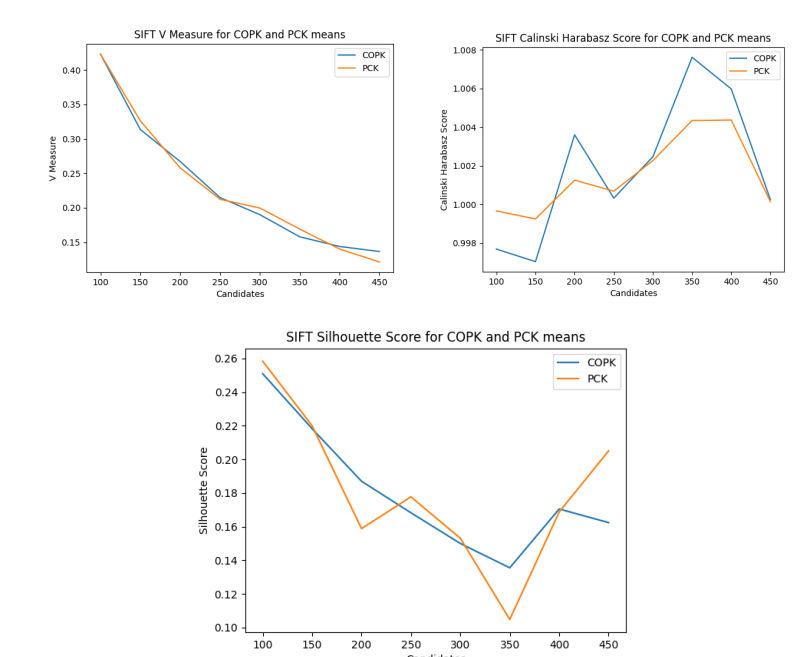 SIFT V Measure for COPK and PCK means
COPK
PCK
0.40
0.35
0.30
0.25
0.20
0.15
V Measure
100 150 200 250 300 350 400 450
Candidates
SIFT Calinski Harabasz Score for COPK and PCK means
COPK
PCK
1.008
1.006
1.004
1.002
1.000
0.998
Calinski Harabasz Score
100 150 200 250 300 350 400 450
Candidates
SIFT Silhouette Score for COPK and PCK means
COPK
PCK
0.26
0.24
0.22
0.20
0.18
0.16
0.14
0.12
0.10
Silhouette Score
100 150 200 250 300 350 400 450